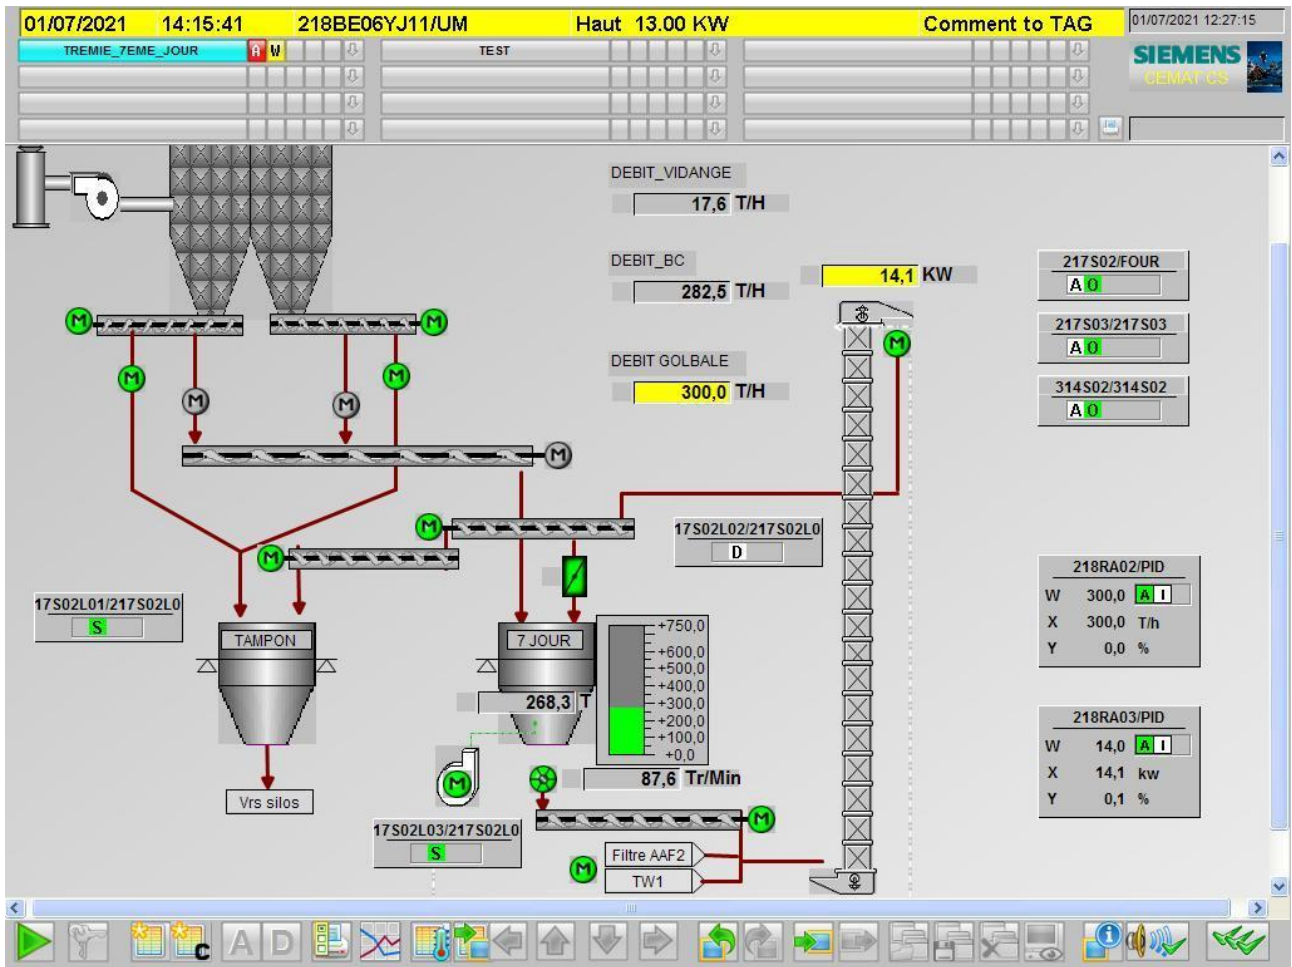 01/07/2021 14:15:41 218BE06YJ11/UM Haut 13.00 KW Comment to TAG 01/07/2021 12:27:15
TREMIE_7EME_JOUR A W TEST
SIEMENS
CEMAT CS
DEBIT_VIDANGE
17,6 T/H
DEBIT_BC
282,5 T/H
14,1 KW
DEBIT GOLBALE
300,0 T/H
217S02/FOUR
A O
217S03/217S03
A O
314S02/314S02
A O
M M
M M
M M
M
M
M
M
17S02L02/217S02L0
D
17S02L01/217S02L0
S
TAMPON
7 JOUR
268,3 T
+750,0
+600,0
+500,0
+400,0
+300,0
+200,0
+100,0
+0,0
87,6 Tr/Min
M
Vrs silos
17S02L03/217S02L0
S
M
M
Filtre AAF2
TW1
218RA02/PID
W 300,0 A I
X 300,0 T/h
Y 0,0 %
218RA03/PID
W 14,0 A I
X 14,1 kw
Y 0,1 %
C A D